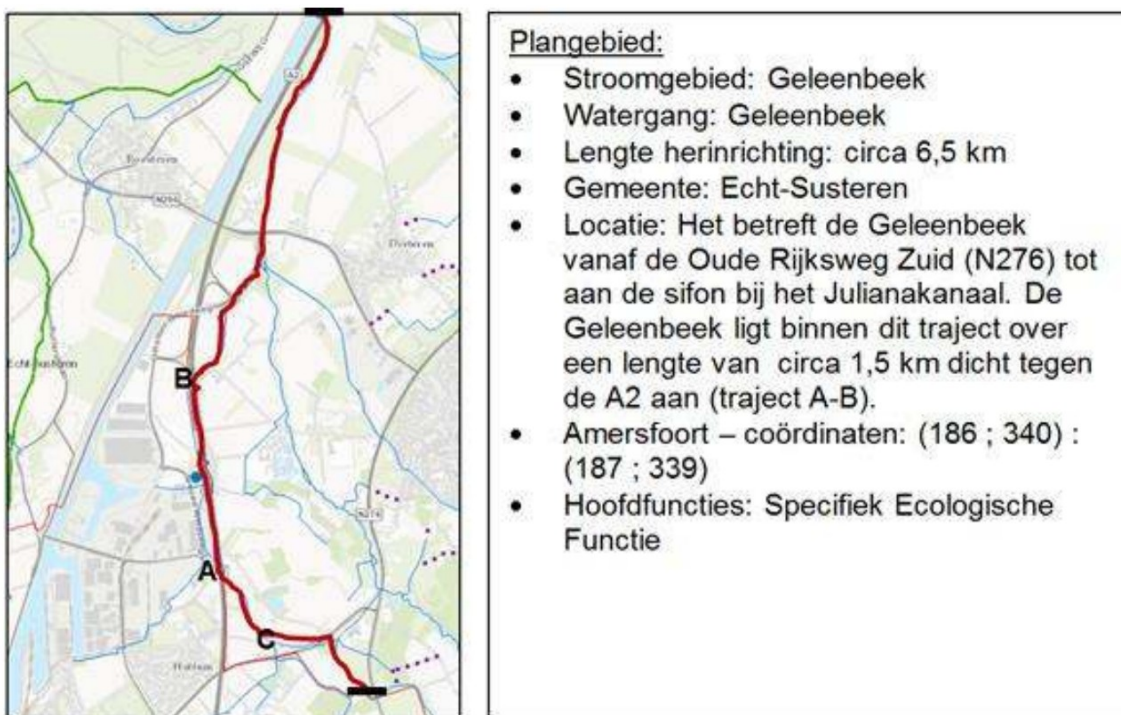 A2
B
A
C
Echt-Susteren
N276
Plangebied:
• Stroomgebied: Geleenbeek
• Watergang: Geleenbeek
• Lengte herinrichting: circa 6,5 km
• Gemeente: Echt-Susteren
• Locatie: Het betreft de Geleenbeek
vanaf de Oude Rijksweg Zuid (N276) tot
aan de sifon bij het Julianakanaal. De
Geleenbeek ligt binnen dit traject over
een lengte van circa 1,5 km dicht tegen
de A2 aan (traject A-B).
• Amersfoort – coördinaten: (186 ; 340) :
(187 ; 339)
• Hoofdfuncties: Specifiek Ecologische
Functie